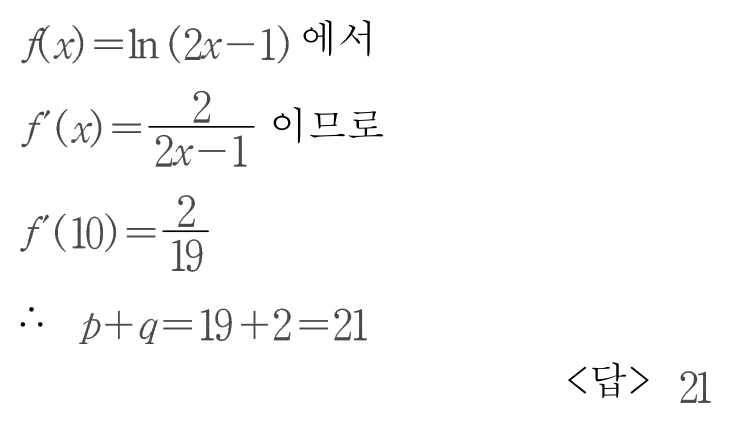 f(x)=ln(2x-1) 에서
f′(x)=2/(2x-1) 이므로
f′(10)=2/19
∴ p+q=19+2=21
<답> 21